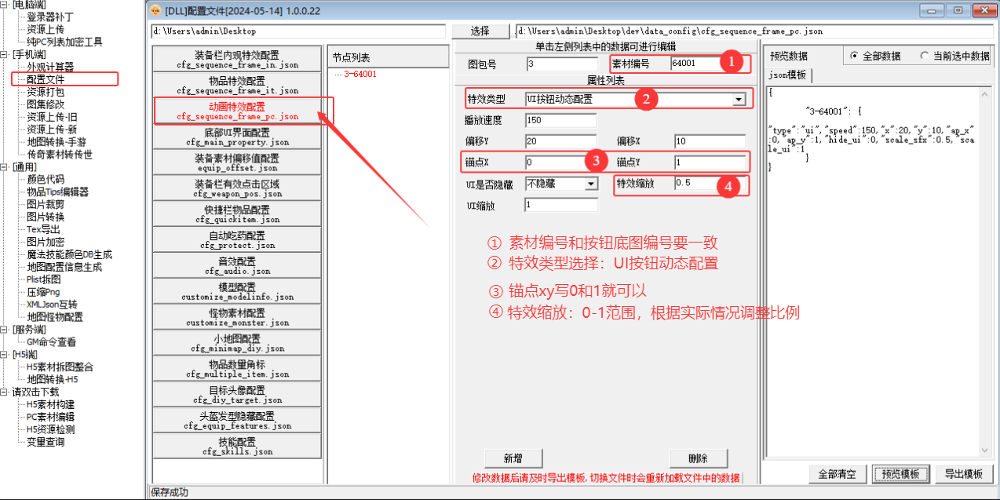 [电脑端]
登录器补丁
资源上传
纯PC列表加密工具
[手机端]
外观计算器
配置文件
资源打包
图集修改
资源上传-旧
资源上传-新
地图转换-手游
传奇素材转传世
[通用]
颜色代码
物品Tips编辑器
图片裁剪
图片转换
Tex导出
图片加密
魔法技能颜色DB生成
地图配置信息生成
Plist拆图
压缩Png
XMLJson互转
地图怪物配置
[服务端]
GM命令查看
[H5端]
H5素材拆图整合
地图转换-H5
请双击下载
H5素材构建
PC素材编辑
H5资源检测
变量查询
[DLL]配置文件[2024-05-14] 1.0.0.22
d:\Users\admin\Desktop
选择
d:\Users\admin\Desktop\dev\data_config\cfg_sequence_frame_pc.json
装备栏内观特效配置
cfg_sequence_frame_in.json
物品特效配置
cfg_sequence_frame_it.json
动画特效配置
cfg_sequence_frame_pc.json
底部UI界面配置
cfg_main_property.json
装备素材偏移值配置
equip_offset.json
装备栏有效点击区域
cfg_weapon_pos.json
快捷栏物品配置
cfg_quickitem.json
自动吃药配置
cfg_protect.json
音效配置
cfg_audio.json
模型配置
customize_modelinfo.json
怪物素材配置
customize_monster.json
小地图配置
cfg_minimap_diy.json
物品数量角标
cfg_multiple_item.json
目标头像配置
cfg_diy_target.json
头盔发型隐藏配置
cfg_equip_features.json
技能配置
cfg_skills.json
节点列表
3-64001
单击左侧列表中的数据可进行编辑
图包号 3 素材编号 64001 1
属性列表
特效类型 UI按钮动态配置 2
播放速度 150
偏移Y 20 偏移X 10
锚点X 0 3 锚点Y 1
UI是否隐藏 不隐藏 特效缩放 0.5 4
UI缩放 1
① 素材编号和按钮底图编号要一致
② 特效类型选择：UI按钮动态配置
③ 锚点xy写0和1就可以
④ 特效缩放：0-1范围，根据实际情况调整比例
新增 删除
修改数据后请及时导出模板,切换文件时会重新加载文件中的数据
预览数据 全部数据 当前选中数据
json模板
{
"3-64001": {
"type":"ui","speed":150,"x":20,"y":10,"ap_x"
:0,"ap_y":1,"hide_ui":0,"scale_sfx":0.5,"sca
le_ui":1
}
}
全部清空 预览模板 导出模板
保存成功